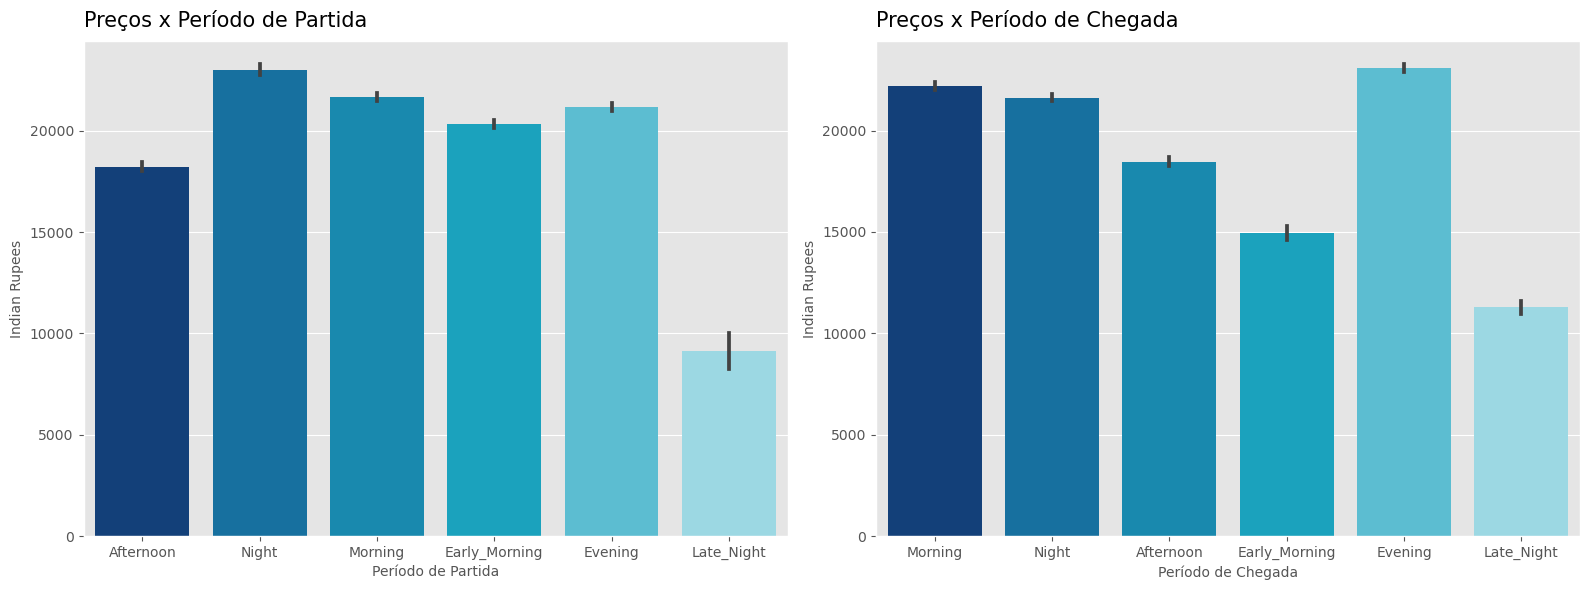 Preços x Período de Partida
Indian Rupees
20000
15000
10000
5000
0
Afternoon Night Morning Early_Morning Evening Late_Night
Período de Partida
Preços x Período de Chegada
Indian Rupees
20000
15000
10000
5000
0
Morning Night Afternoon Early_Morning Evening Late_Night
Período de Chegada